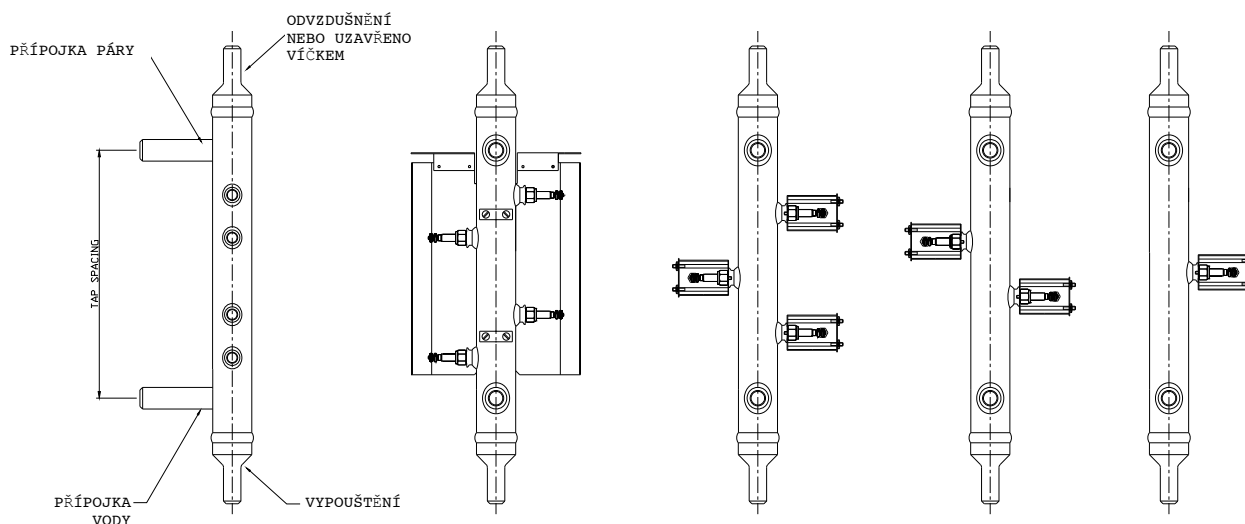 ODVZDUŠNĚNÍ
NEBO UZAVŘENO
VÍČKEM
PŘÍPOJKA PÁRY
TAP SPACING
PŘÍPOJKA
VODY
VYPOUŠTĚNÍ